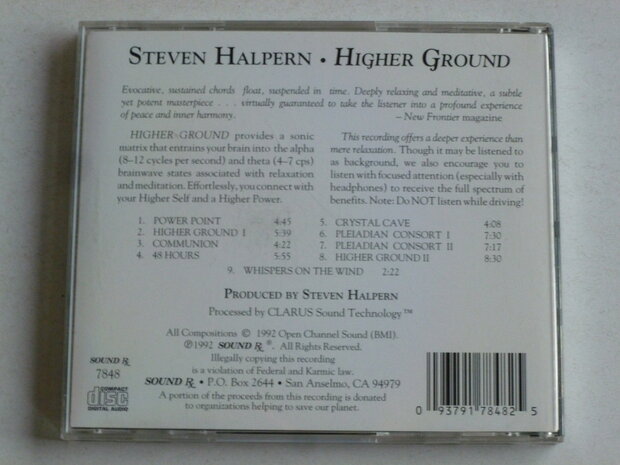 STEVEN HALPERN • HIGHER GROUND
Evocative, sustained chords float, suspended in time. Deeply relaxing and meditative, a subtle
yet potent masterpiece . . . virtually guaranteed to take the listener into a profound experience
of peace and inner harmony.
– New Frontier magazine
HIGHER GROUND provides a sonic
matrix that entrains your brain into the alpha
(8–12 cycles per second) and theta (4–7 cps)
brainwave states associated with relaxation
and meditation. Effortlessly, you connect with
your Higher Self and a Higher Power.
This recording offers a deeper experience than
mere relaxation. Though it may be listened to
as background, we also encourage you to
listen with focused attention (especially with
headphones) to receive the full spectrum of
benefits. Note: Do NOT listen while driving!
1. POWER POINT 4:45
2. HIGHER GROUND I 5:39
3. COMMUNION 4:22
4. 48 HOURS 5:55
5. CRYSTAL CAVE 4:08
6. PLEIADIAN CONSORT I 7:30
7. PLEIADIAN CONSORT II 7:17
8. HIGHER GROUND II 8:30
9. WHISPERS ON THE WIND 2:22
PRODUCED BY STEVEN HALPERN
Processed by CLARUS Sound Technology™
All Compositions © 1992 Open Channel Sound (BMI).
℗1992 SOUND ℞®. All Rights Reserved.
Illegally copying this recording
is a violation of Federal and Karmic law.
SOUND ℞ • P.O. Box 2644 • San Anselmo, CA 94979
A portion of the proceeds from this recording is donated
to organizations helping to save our planet.
SOUND ℞
7848
COMPACT
disc
DIGITAL AUDIO
0 93791 78482 5